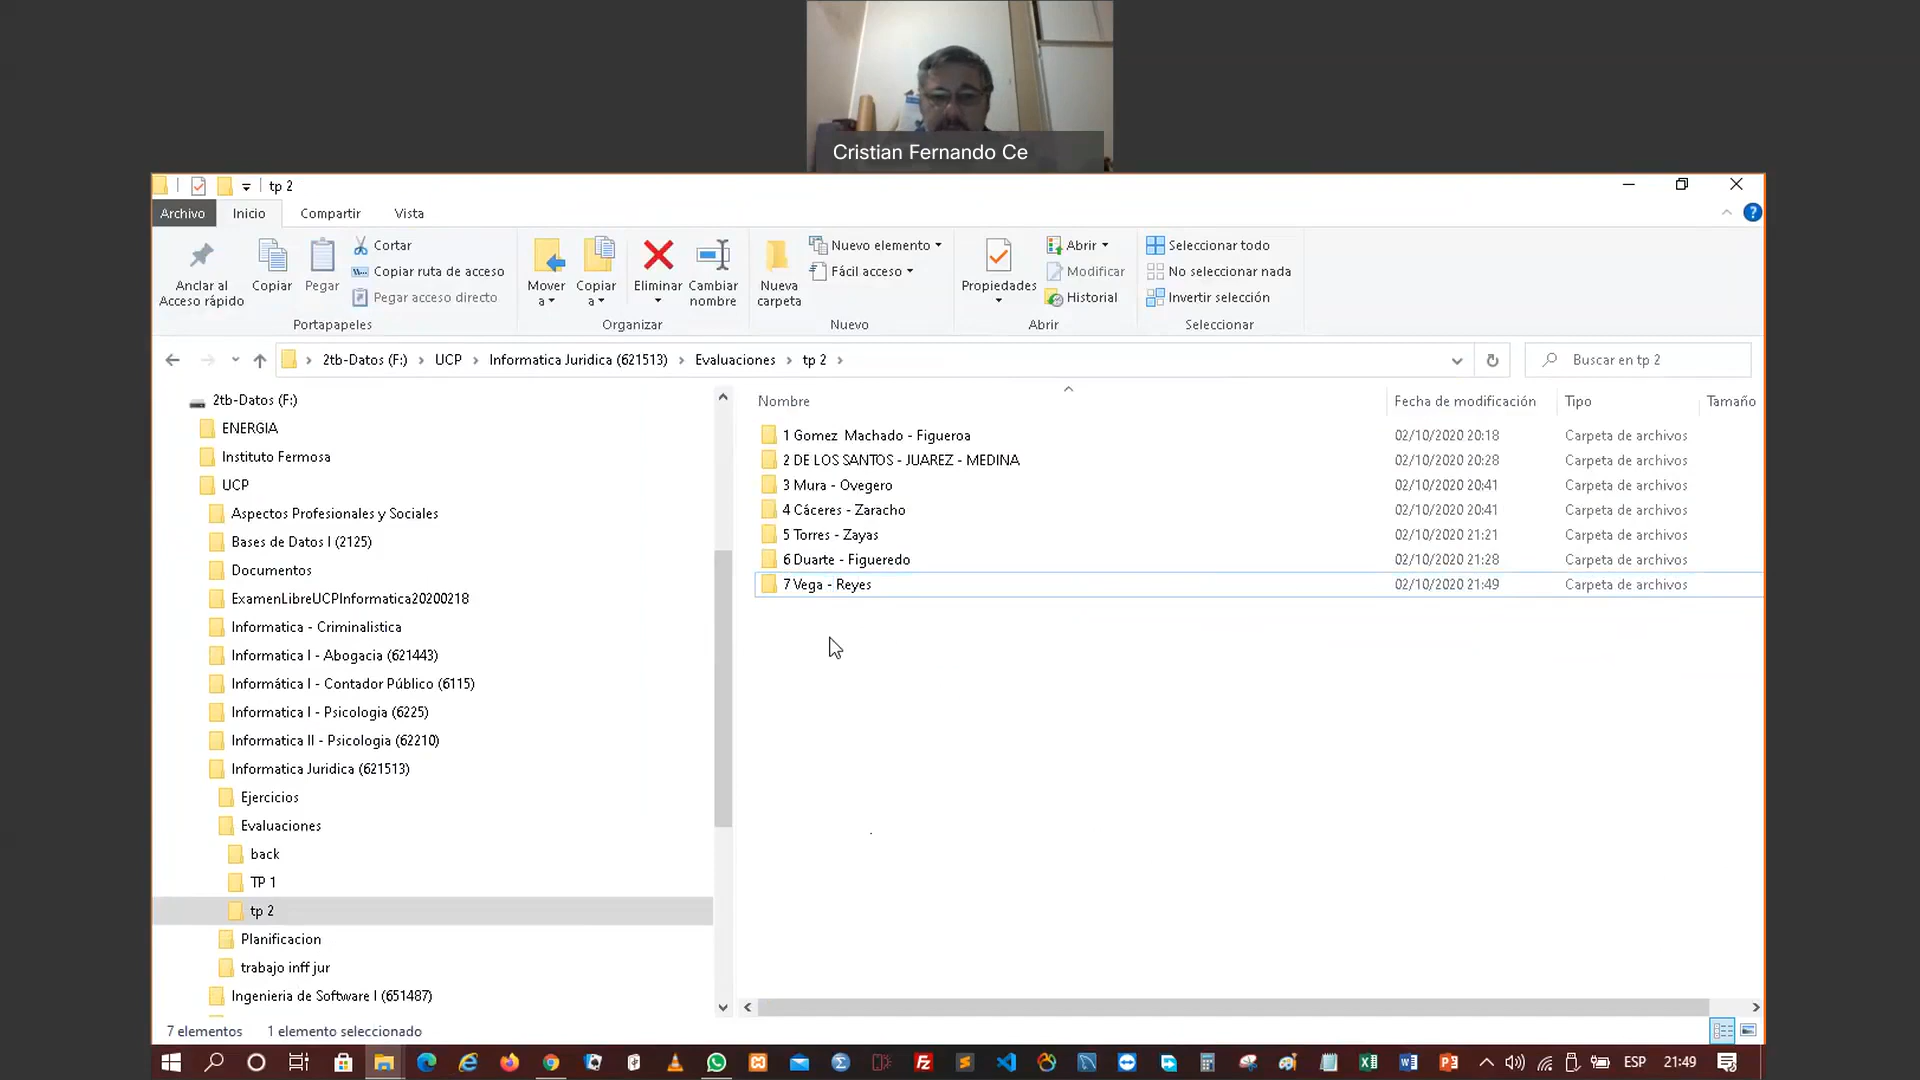 Cristian Fernando Ce
tp 2
Archivo Inicio Compartir Vista
Anclar al Acceso rápido
Copiar
Pegar
Cortar
Copiar ruta de acceso
Pegar acceso directo
Portapapeles
Mover a
Copiar a
Eliminar
Cambiar nombre
Organizar
Nueva carpeta
Nuevo elemento
Fácil acceso
Nuevo
Propiedades
Abrir
Modificar
Historial
Abrir
Seleccionar todo
No seleccionar nada
Invertir selección
Seleccionar
2tb-Datos (F:) › UCP › Informatica Juridica (621513) › Evaluaciones › tp 2 ›
Buscar en tp 2
2tb-Datos (F:)
ENERGIA
Instituto Fermosa
UCP
Aspectos Profesionales y Sociales
Bases de Datos I (2125)
Documentos
ExamenLibreUCPInformatica20200218
Informatica - Criminalistica
Informatica I - Abogacia (621443)
Informática I - Contador Público (6115)
Informatica I - Psicologia (6225)
Informatica II - Psicologia (62210)
Informatica Juridica (621513)
Ejercicios
Evaluaciones
back
TP 1
tp 2
Planificacion
trabajo inff jur
Ingenieria de Software I (651487)
Nombre Fecha de modificación Tipo Tamaño
1 Gomez  Machado - Figueroa 02/10/2020 20:18 Carpeta de archivos
2 DE LOS SANTOS - JUAREZ - MEDINA 02/10/2020 20:28 Carpeta de archivos
3 Mura - Ovegero 02/10/2020 20:41 Carpeta de archivos
4 Cáceres - Zaracho 02/10/2020 20:41 Carpeta de archivos
5 Torres - Zayas 02/10/2020 21:21 Carpeta de archivos
6 Duarte - Figueredo 02/10/2020 21:28 Carpeta de archivos
7 Vega - Reyes 02/10/2020 21:49 Carpeta de archivos
7 elementos 1 elemento seleccionado
ESP 21:49